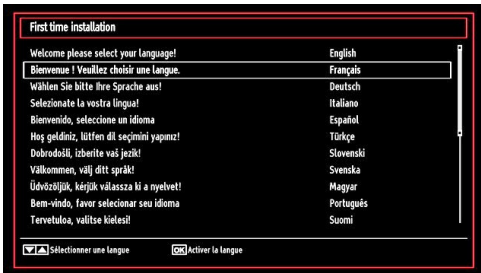 First time installation
Welcome please select your language! English
Bienvenue ! Veuillez choisir une langue. Français
Wählen Sie bitte Ihre Sprache aus! Deutsch
Selezionate la vostra lingua! Italiano
Bienvenido, seleccione un idioma Español
Hoş geldiniz, lütfen dil seçimini yapınız! Türkçe
Dobrodošli, izberite vaš jezik! Slovenski
Välkommen, välj ditt språk! Svenska
Üdvözöljük, kérjük válassza ki a nyelvet! Magyar
Bem-vindo, favor selecionar seu idioma Português
Tervetuloa, valitse kielesi! Suomi
Sélectionner une langue OK Activer la langue